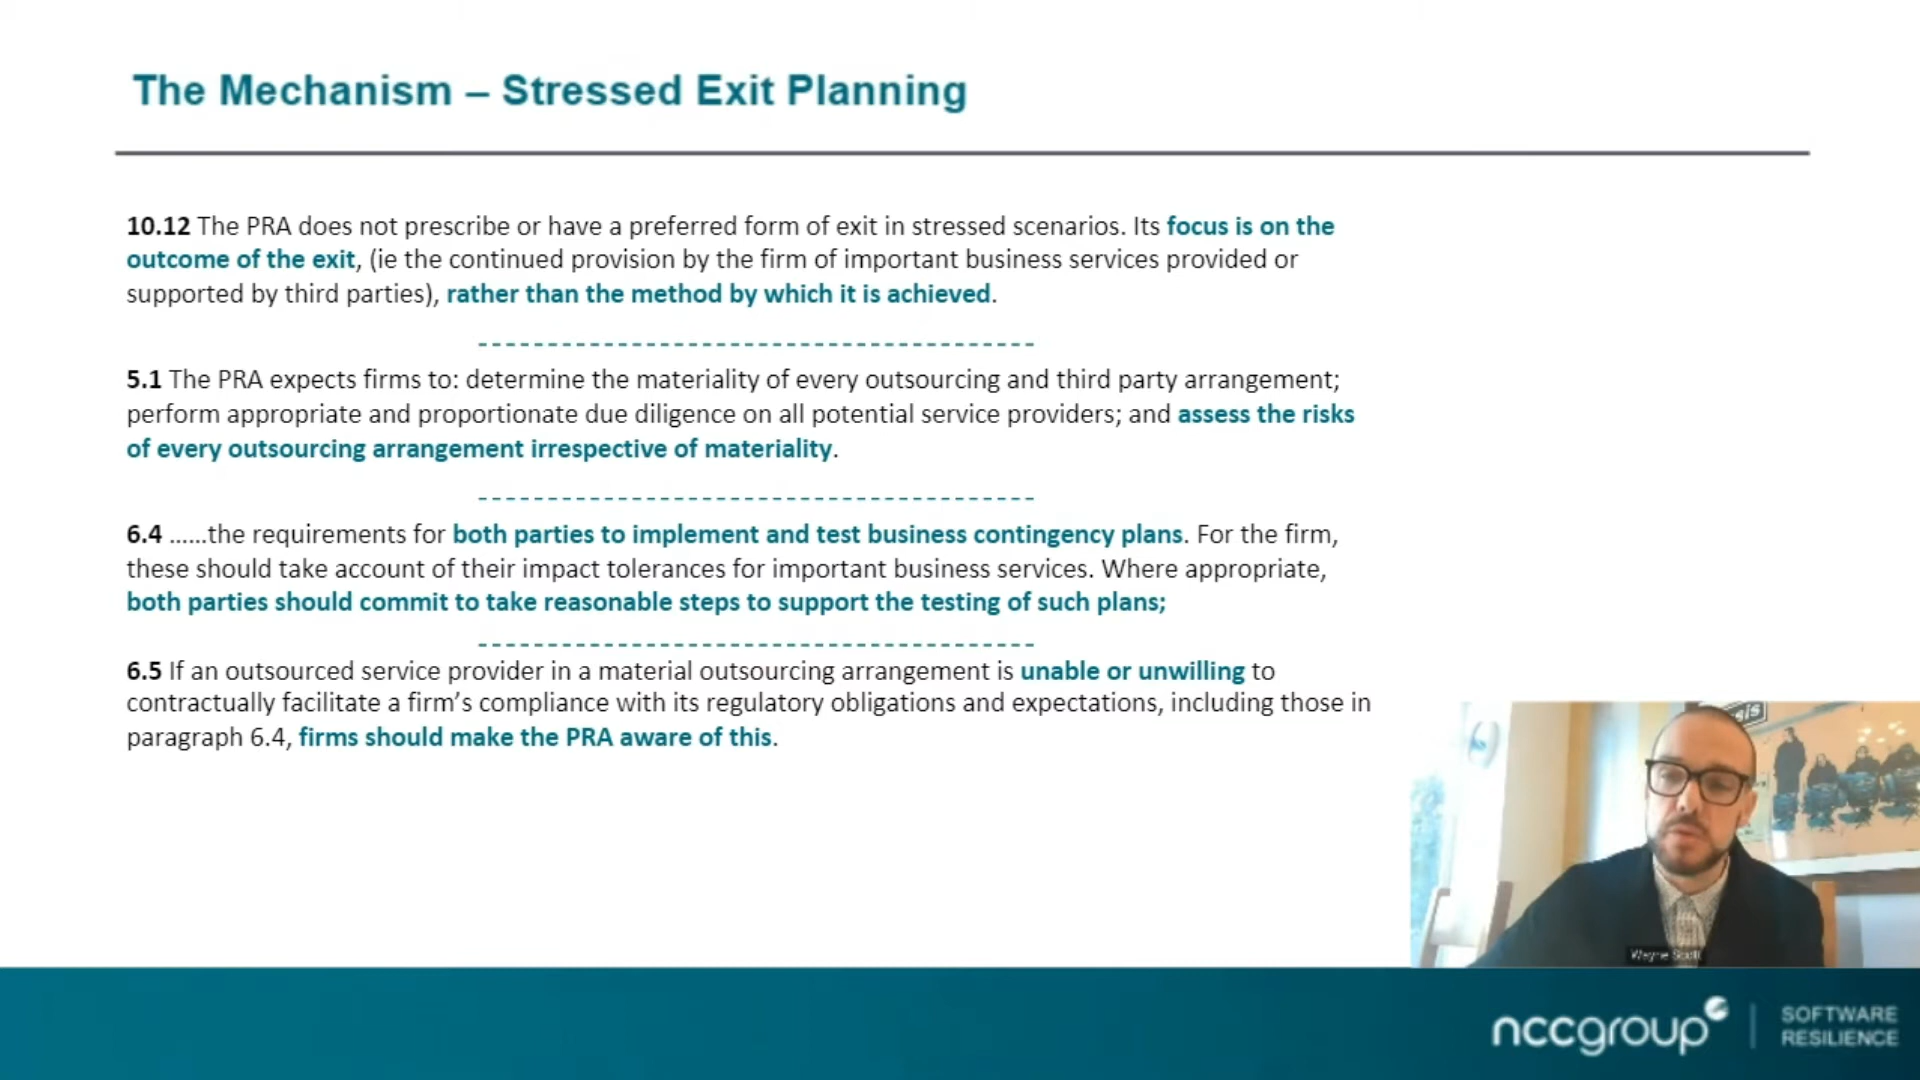 The Mechanism – Stressed Exit Planning
10.12 The PRA does not prescribe or have a preferred form of exit in stressed scenarios. Its focus is on the
outcome of the exit, (ie the continued provision by the firm of important business services provided or
supported by third parties), rather than the method by which it is achieved.
5.1 The PRA expects firms to: determine the materiality of every outsourcing and third party arrangement;
perform appropriate and proportionate due diligence on all potential service providers; and assess the risks
of every outsourcing arrangement irrespective of materiality.
6.4 ……the requirements for both parties to implement and test business contingency plans. For the firm,
these should take account of their impact tolerances for important business services. Where appropriate,
both parties should commit to take reasonable steps to support the testing of such plans;
6.5 If an outsourced service provider in a material outsourcing arrangement is unable or unwilling to
contractually facilitate a firm’s compliance with its regulatory obligations and expectations, including those in
paragraph 6.4, firms should make the PRA aware of this.
Wayne Scott
nccgroup
SOFTWARE
RESILIENCE